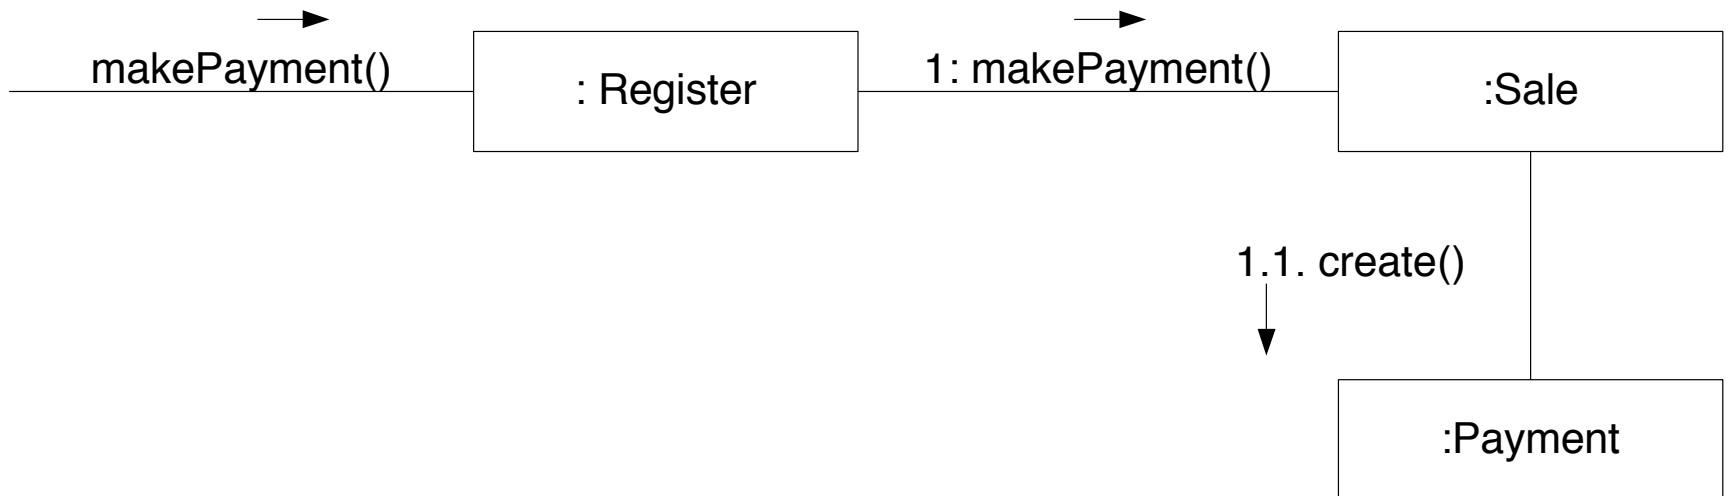 makePayment()
: Register
1: makePayment()
:Sale
1.1. create()
:Payment